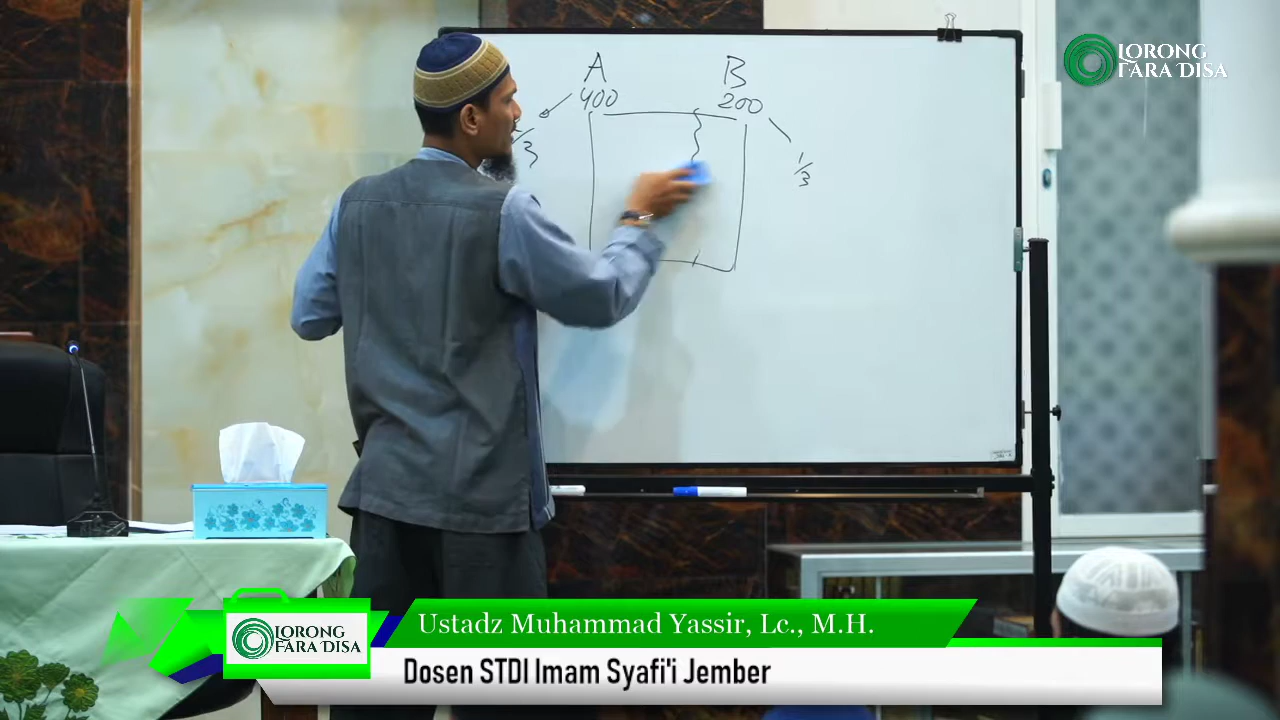 LORONG
FARA'DISA
A
B
400
200
/3
1/3
LORONG
FARA'DISA
Ustadz Muhammad Yassir, Lc., M.H.
Dosen STDI Imam Syafi'i Jember